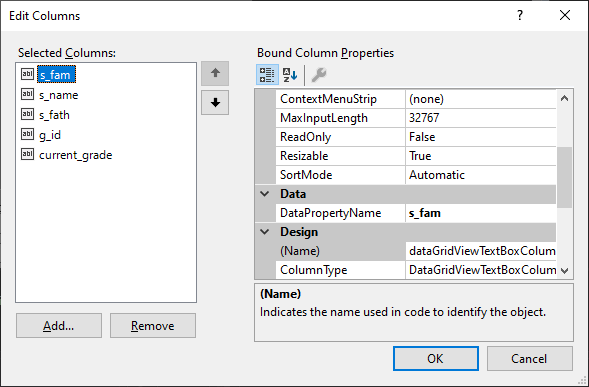 Edit Columns
Selected Columns:
s_fam
s_name
s_fath
g_id
current_grade
Add...
Remove
Bound Column Properties
ContextMenuStrip (none)
MaxInputLength 32767
ReadOnly False
Resizable True
SortMode Automatic
Data
DataPropertyName s_fam
Design
(Name) dataGridViewTextBoxColum
ColumnType DataGridViewTextBoxColum
(Name)
Indicates the name used in code to identify the object.
OK
Cancel